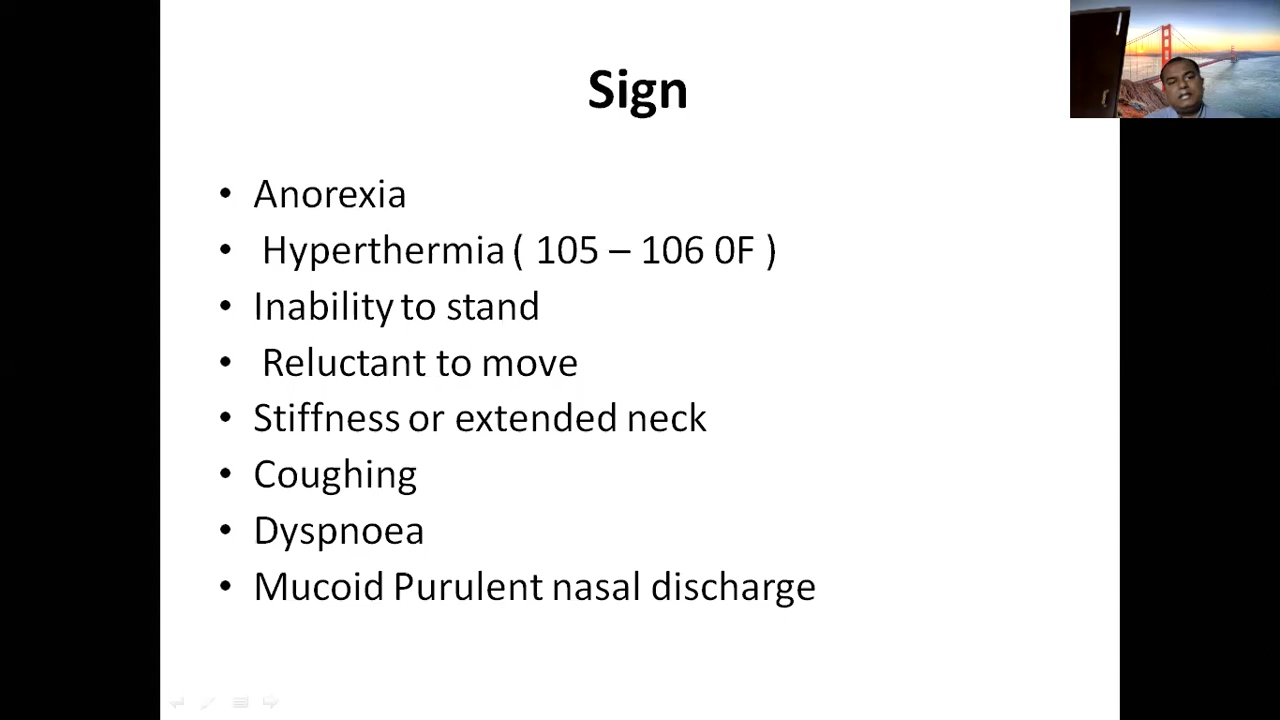 Sign
• Anorexia
• Hyperthermia ( 105 – 106 0F )
• Inability to stand
• Reluctant to move
• Stiffness or extended neck
• Coughing
• Dyspnoea
• Mucoid Purulent nasal discharge